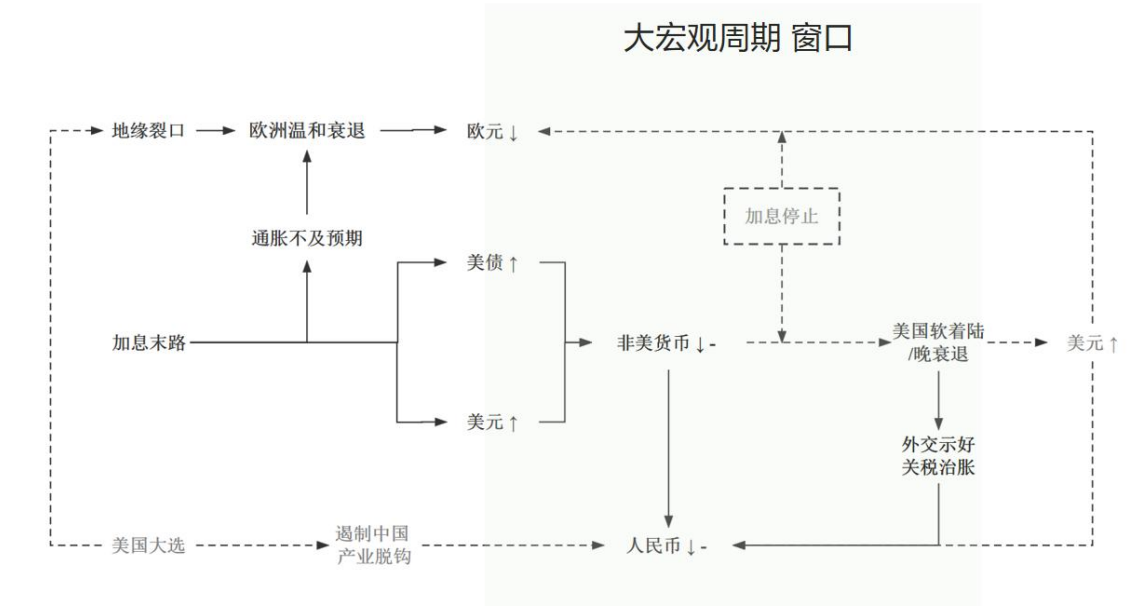 大宏观周期 窗口
地缘裂口
欧洲温和衰退
欧元↓
加息停止
通胀不及预期
美债↑
加息末路
非美货币↓-
美国软着陆
/晚衰退
美元↑
美元↑
外交示好
关税治胀
美国大选
遏制中国
产业脱钩
人民币↓-